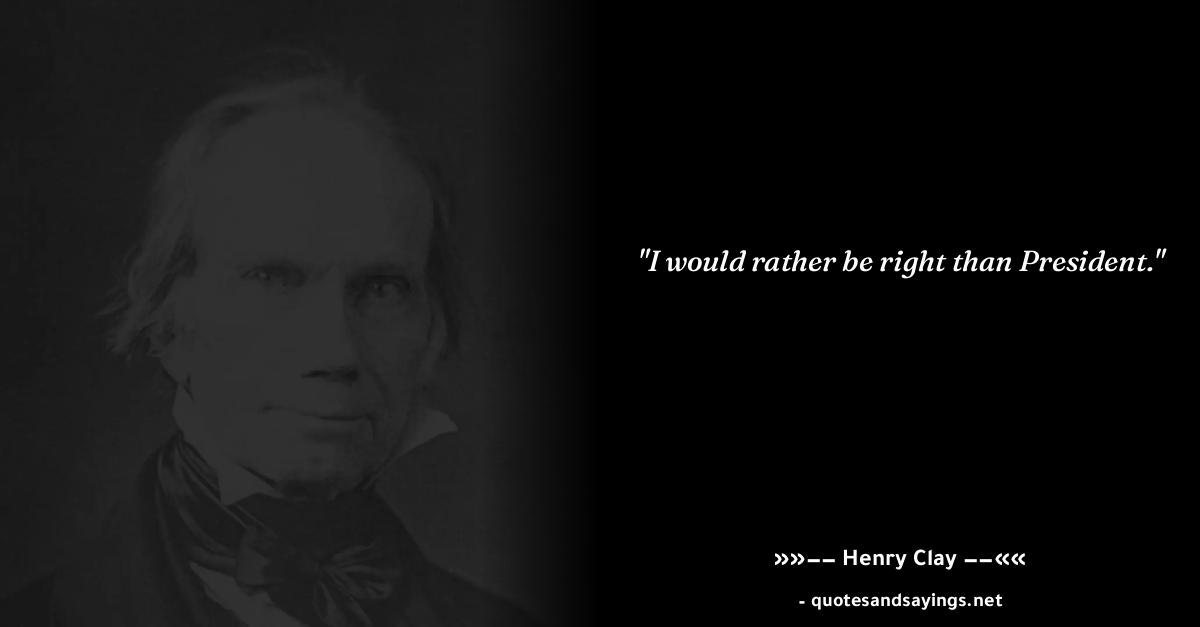 "I would rather be right than President."
»»–– Henry Clay ––««
- quotesandsayings.net